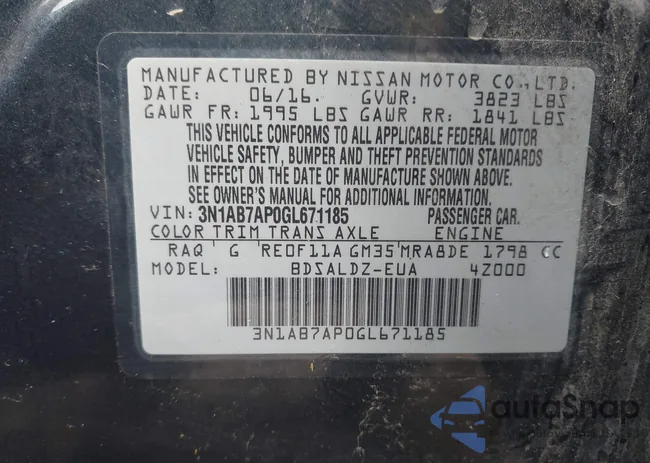 MANUFACTURED BY NISSAN MOTOR CO., LTD.
DATE: 06/16. GVWR: 3823 LBS
GAWR FR: 1995 LBS GAWR RR: 1841 LBS
THIS VEHICLE CONFORMS TO ALL APPLICABLE FEDERAL MOTOR
VEHICLE SAFETY, BUMPER AND THEFT PREVENTION STANDARDS
IN EFFECT ON THE DATE OF MANUFACTURE SHOWN ABOVE.
SEE OWNER'S MANUAL FOR ADDITIONAL INFORMATION.
VIN: 3N1AB7AP0GL671185 PASSENGER CAR.
COLOR TRIM TRANS AXLE ENGINE
RAQ G RE0F11A GM35 MRA8DE 1798 CC
MODEL: BDSALDZ-EUA 4Z000
3N1AB7AP0GL671185
autoSnap